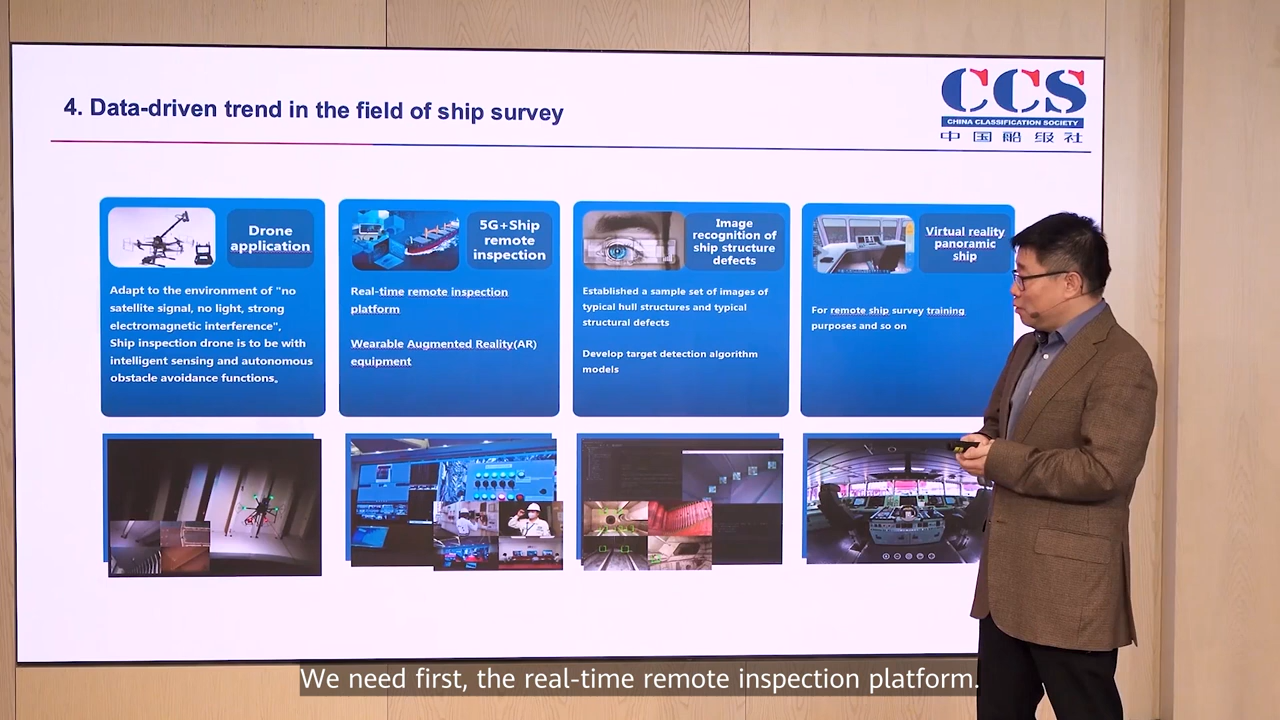 4. Data-driven trend in the field of ship survey
CCS
CHINA CLASSIFICATION SOCIETY
中国船级社
Drone
application
Adapt to the environment of "no
satellite signal, no light, strong
electromagnetic interference",
Ship inspection drone is to be with
intelligent sensing and autonomous
obstacle avoidance functions。
5G+Ship
remote
inspection
Real-time remote inspection
platform
Wearable Augmented Reality(AR)
equipment
Image
recognition of
ship structure
defects
Established a sample set of images of
typical hull structures and typical
structural defects
Develop target detection algorithm
models
Virtual reality
panoramic
ship
For remote ship survey training
purposes and so on
We need first, the real-time remote inspection platform.